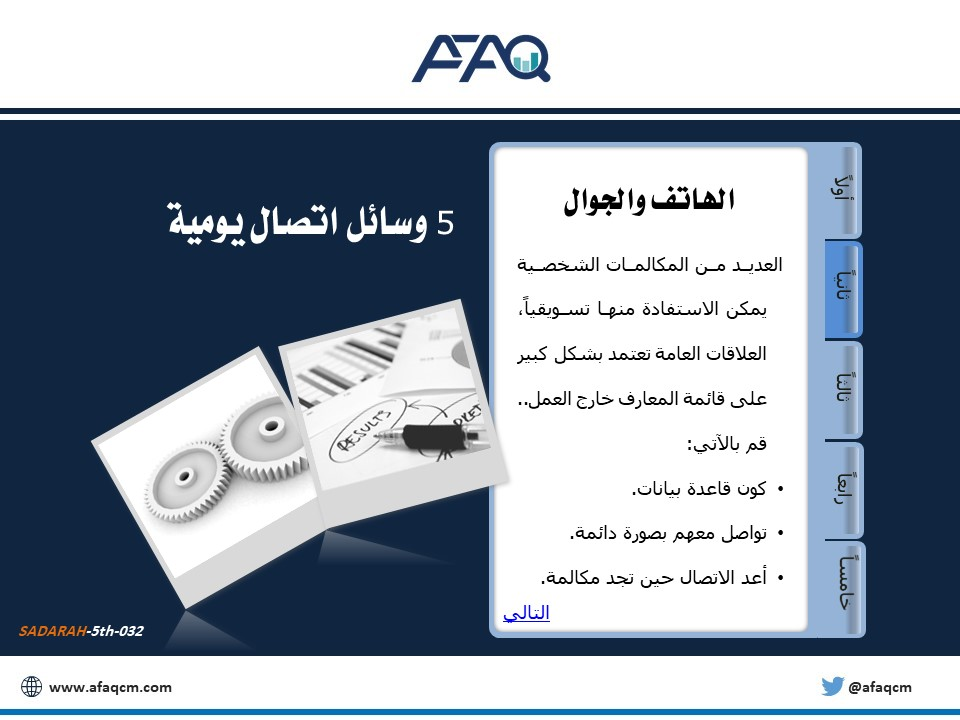 AFAQ
5 وسائل اتصال يومية
الهاتف والجوال
العديد من المكالمات الشخصية
يمكن الاستفادة منها تسويقياً،
العلاقات العامة تعتمد بشكل كبير
على قائمة المعارف خارج العمل..
قم بالآتي:
• كون قاعدة بيانات.
• تواصل معهم بصورة دائمة.
• أعد الاتصال حين تجد مكالمة.
التالي
أولاً
ثانياً
ثالثاً
رابعاً
خامساً
RESULTS
SADARAH-5th-032
www.afaqcm.com
@afaqcm